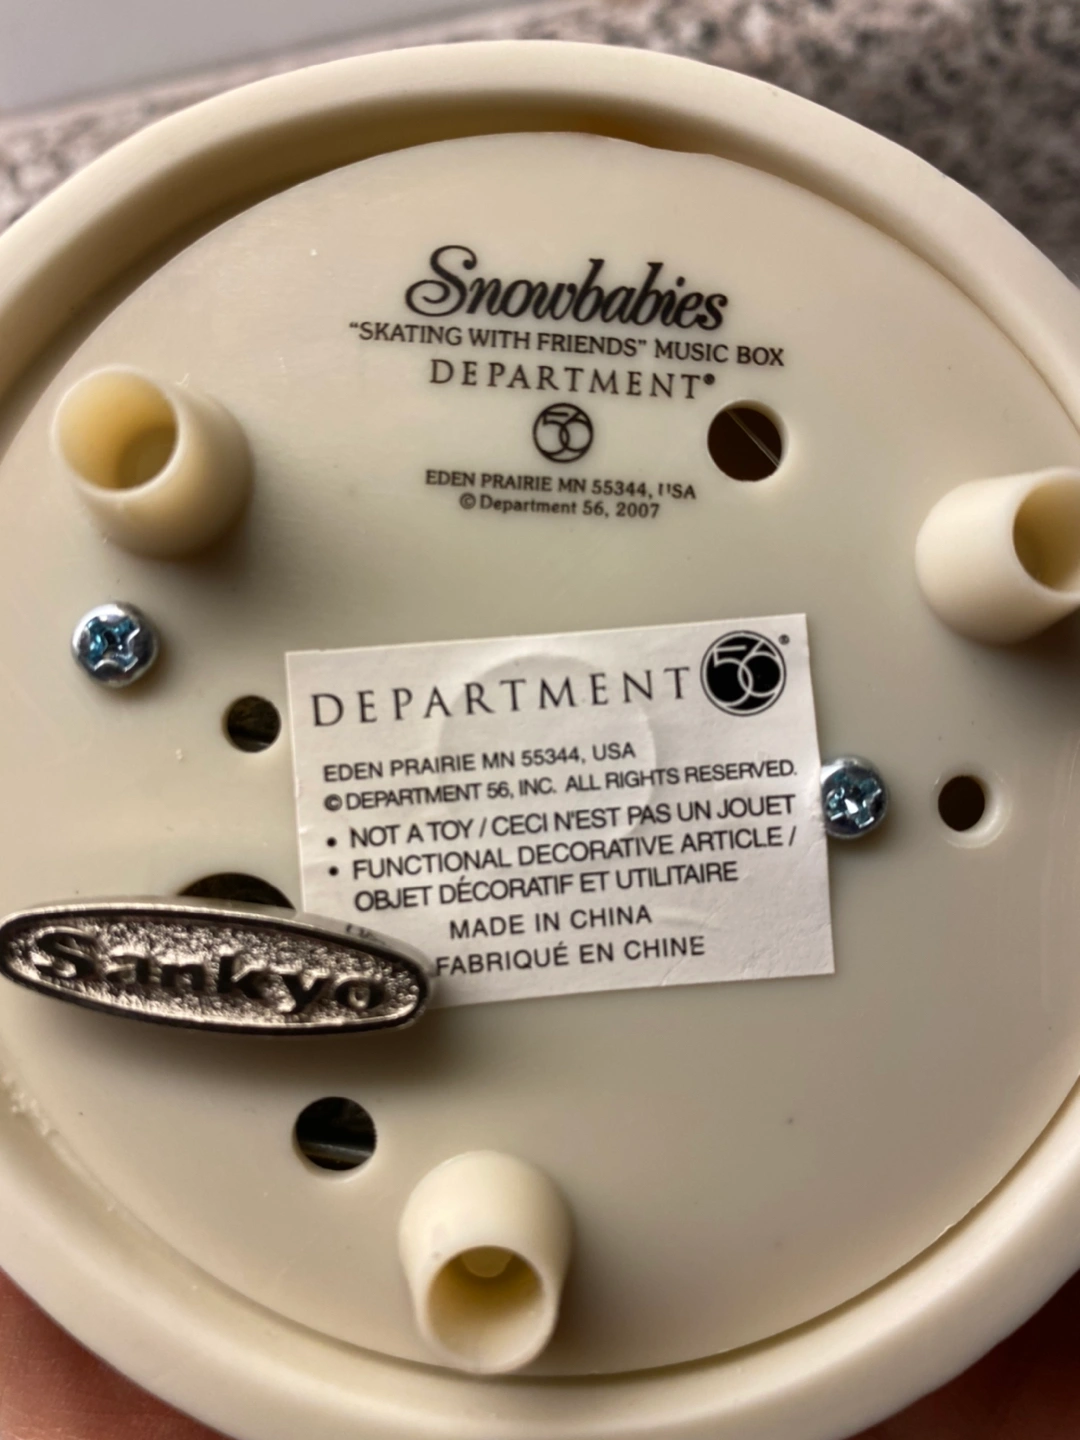 Snowbabies
"SKATING WITH FRIENDS" MUSIC BOX
DEPARTMENT®
56
EDEN PRAIRIE MN 55344, USA
© Department 56, 2007
DEPARTMENT 56®
EDEN PRAIRIE MN 55344, USA
© DEPARTMENT 56, INC. ALL RIGHTS RESERVED.
• NOT A TOY / CECI N'EST PAS UN JOUET
• FUNCTIONAL DECORATIVE ARTICLE /
OBJET DÉCORATIF ET UTILITAIRE
MADE IN CHINA
FABRIQUÉ EN CHINE
Sankyo